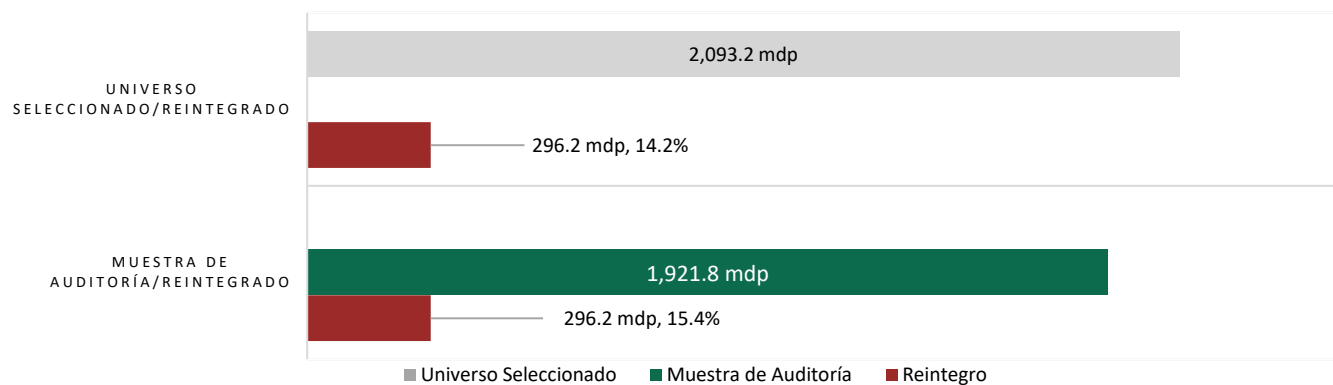 2,093.2 mdp
UNIVERSO
SELECCIONADO/REINTEGRADO
296.2 mdp, 14.2%
MUESTRA DE
AUDITORÍA/REINTEGRADO
1,921.8 mdp
296.2 mdp, 15.4%
Universo Seleccionado Muestra de Auditoría Reintegro